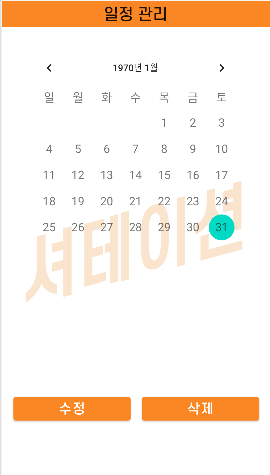 일정 관리
1970년 1월
일 월 화 수 목 금 토
1 2 3
4 5 6 7 8 9 10
11 12 13 14 15 16 17
18 19 20 21 22 23 24
25 26 27 28 29 30 31
셔테이션
수정 삭제